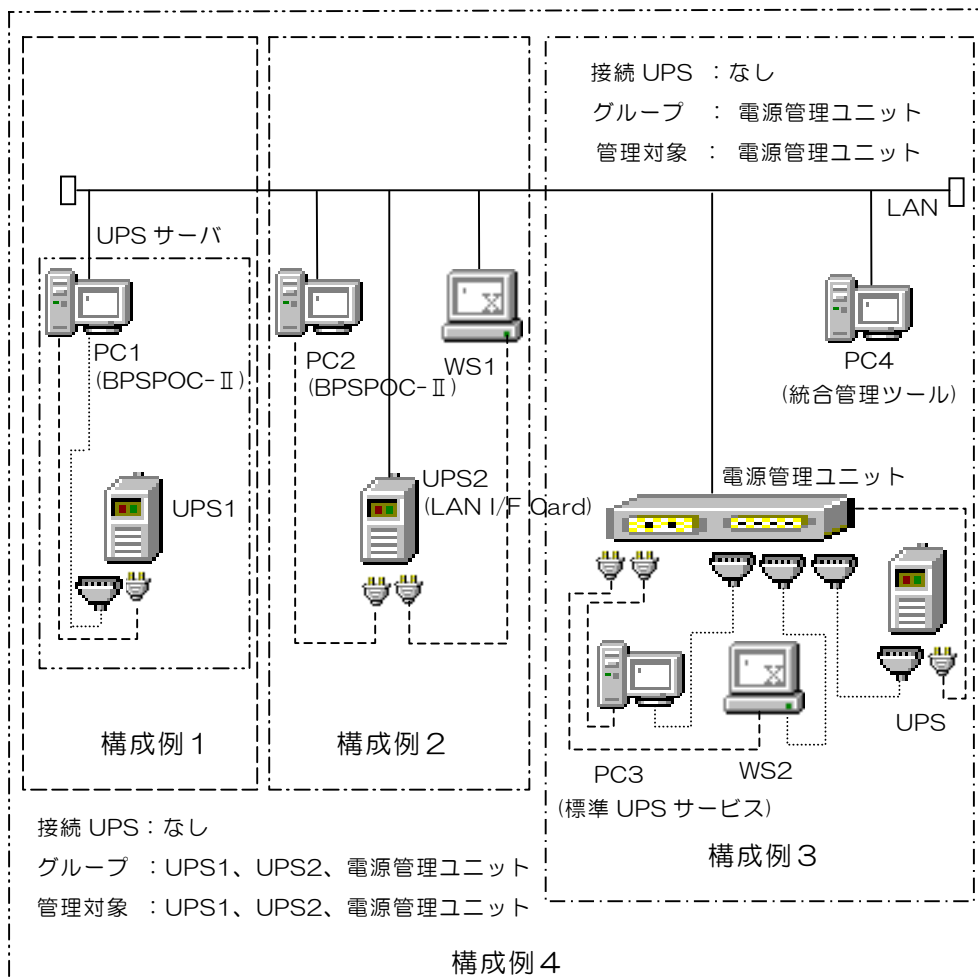 接続 UPS ：なし
グループ ： 電源管理ユニット
管理対象 ： 電源管理ユニット
LAN
UPS サーバ
PC1
(BPSPOC-Ⅱ)
PC2
(BPSPOC-Ⅱ)
WS1
PC4
(統合管理ツール)
UPS1
UPS2
(LAN I/F Card)
電源管理ユニット
UPS
PC3
(標準 UPS サービス)
WS2
構成例１
構成例２
構成例３
接続 UPS：なし
グループ ：UPS1、UPS2、電源管理ユニット
管理対象 ：UPS1、UPS2、電源管理ユニット
構成例４